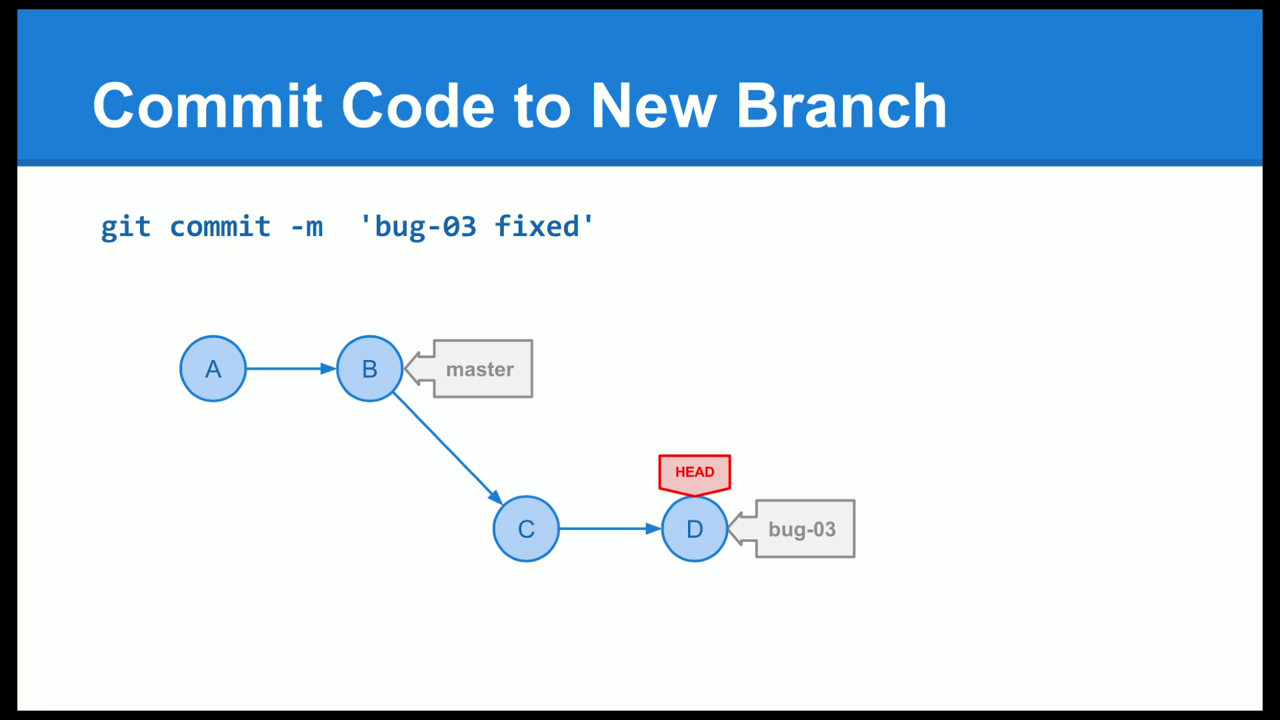 Commit Code to New Branch
git commit -m  'bug-03 fixed'
A
B
master
HEAD
C
D
bug-03